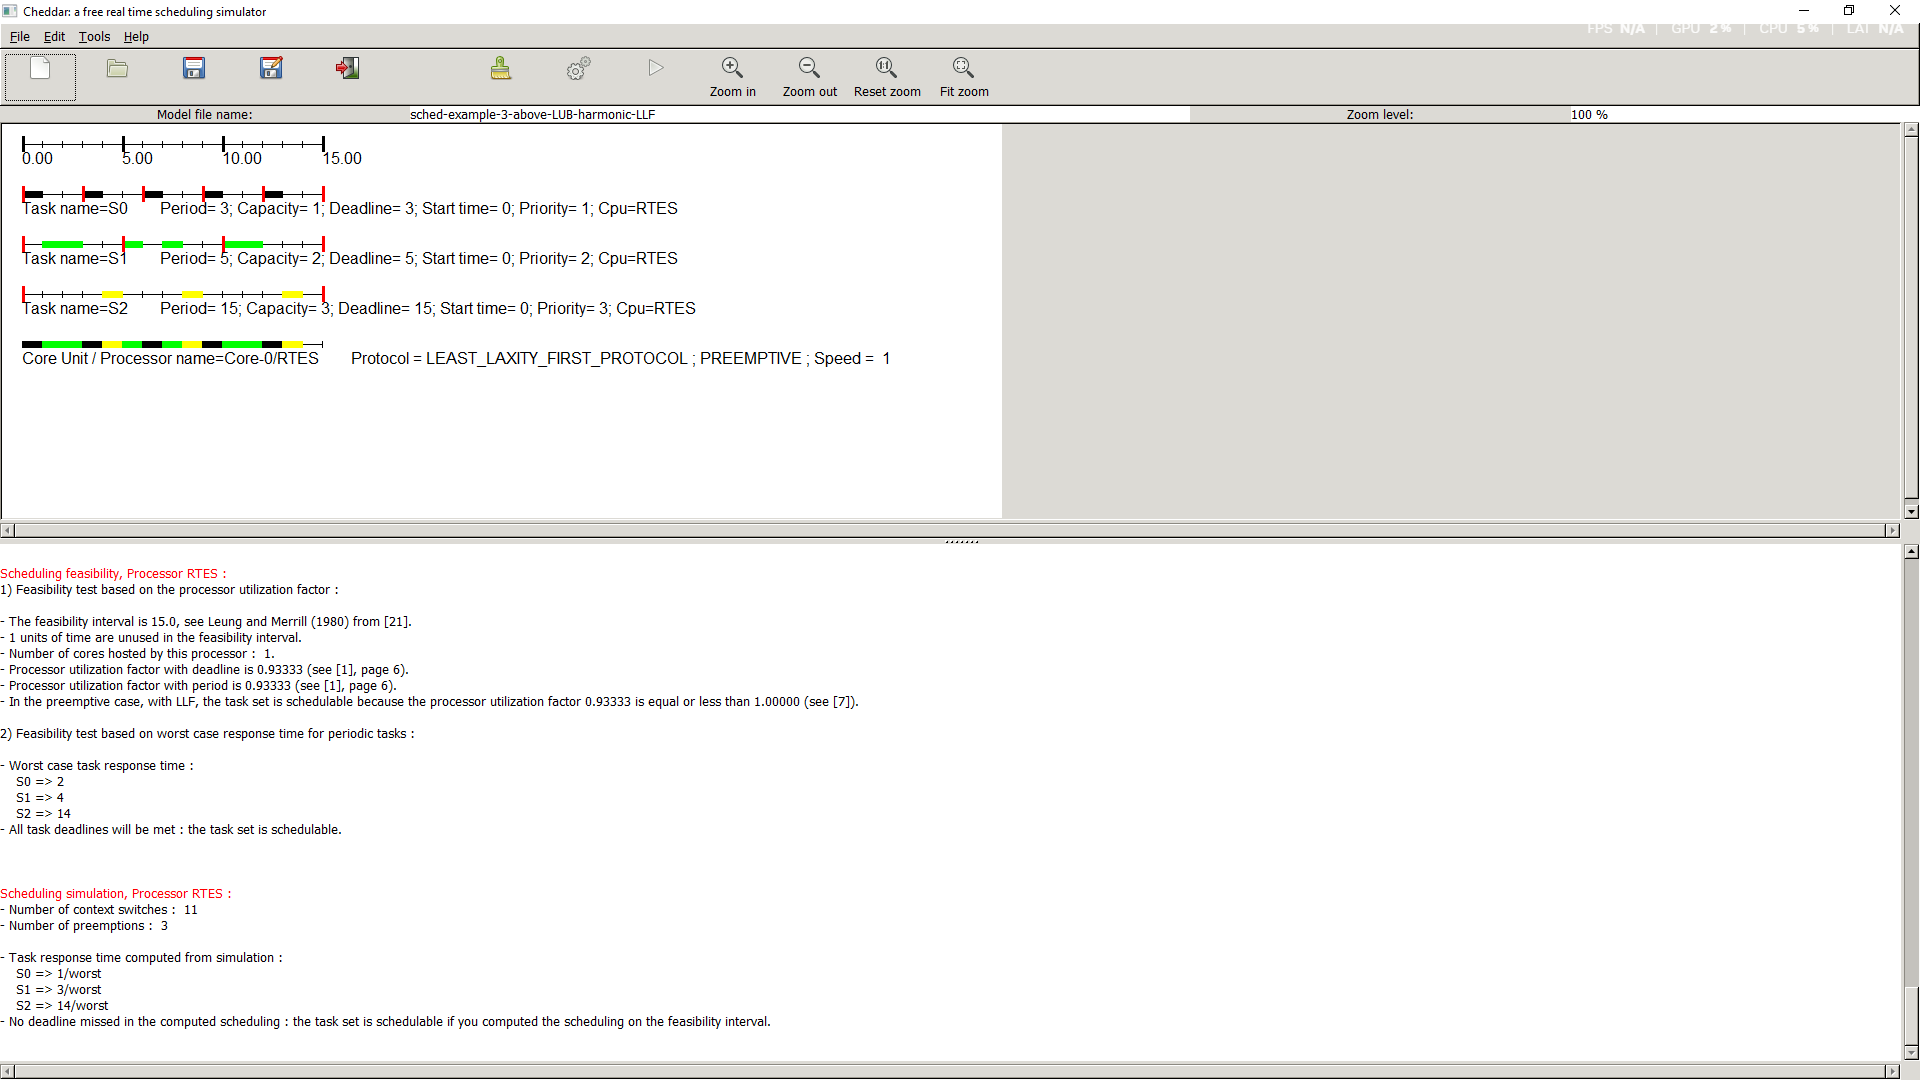 Cheddar: a free real time scheduling simulator
File Edit Tools Help
FPS N/A | GPU 2% | CPU 5% | LAT N/A
Zoom in Zoom out Reset zoom Fit zoom
Model file name: sched-example-3-above-LUB-harmonic-LLF Zoom level: 100 %
0.00 5.00 10.00 15.00
Task name=S0 Period= 3; Capacity= 1; Deadline= 3; Start time= 0; Priority= 1; Cpu=RTES
Task name=S1 Period= 5; Capacity= 2; Deadline= 5; Start time= 0; Priority= 2; Cpu=RTES
Task name=S2 Period= 15; Capacity= 3; Deadline= 15; Start time= 0; Priority= 3; Cpu=RTES
Core Unit / Processor name=Core-0/RTES Protocol = LEAST_LAXITY_FIRST_PROTOCOL ; PREEMPTIVE ; Speed = 1
Scheduling feasibility, Processor RTES :
1) Feasibility test based on the processor utilization factor :
- The feasibility interval is 15.0, see Leung and Merrill (1980) from [21].
- 1 units of time are unused in the feasibility interval.
- Number of cores hosted by this processor : 1.
- Processor utilization factor with deadline is 0.93333 (see [1], page 6).
- Processor utilization factor with period is 0.93333 (see [1], page 6).
- In the preemptive case, with LLF, the task set is schedulable because the processor utilization factor 0.93333 is equal or less than 1.00000 (see [7]).
2) Feasibility test based on worst case response time for periodic tasks :
- Worst case task response time :
S0 => 2
S1 => 4
S2 => 14
- All task deadlines will be met : the task set is schedulable.
Scheduling simulation, Processor RTES :
- Number of context switches : 11
- Number of preemptions : 3
- Task response time computed from simulation :
S0 => 1/worst
S1 => 3/worst
S2 => 14/worst
- No deadline missed in the computed scheduling : the task set is schedulable if you computed the scheduling on the feasibility interval.